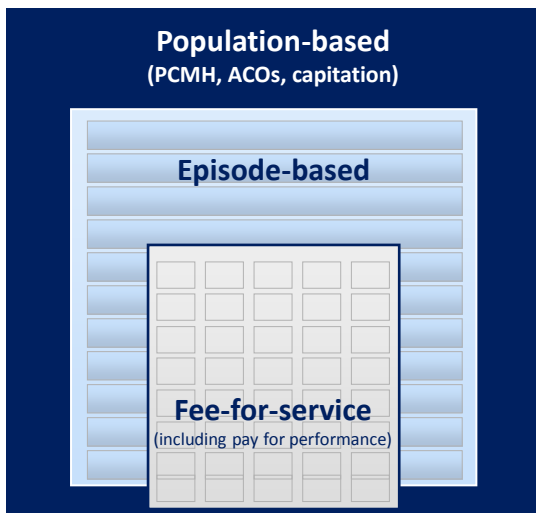 Population-based
(PCMH, ACOs, capitation)
Episode-based
Fee-for-service
(including pay for performance)